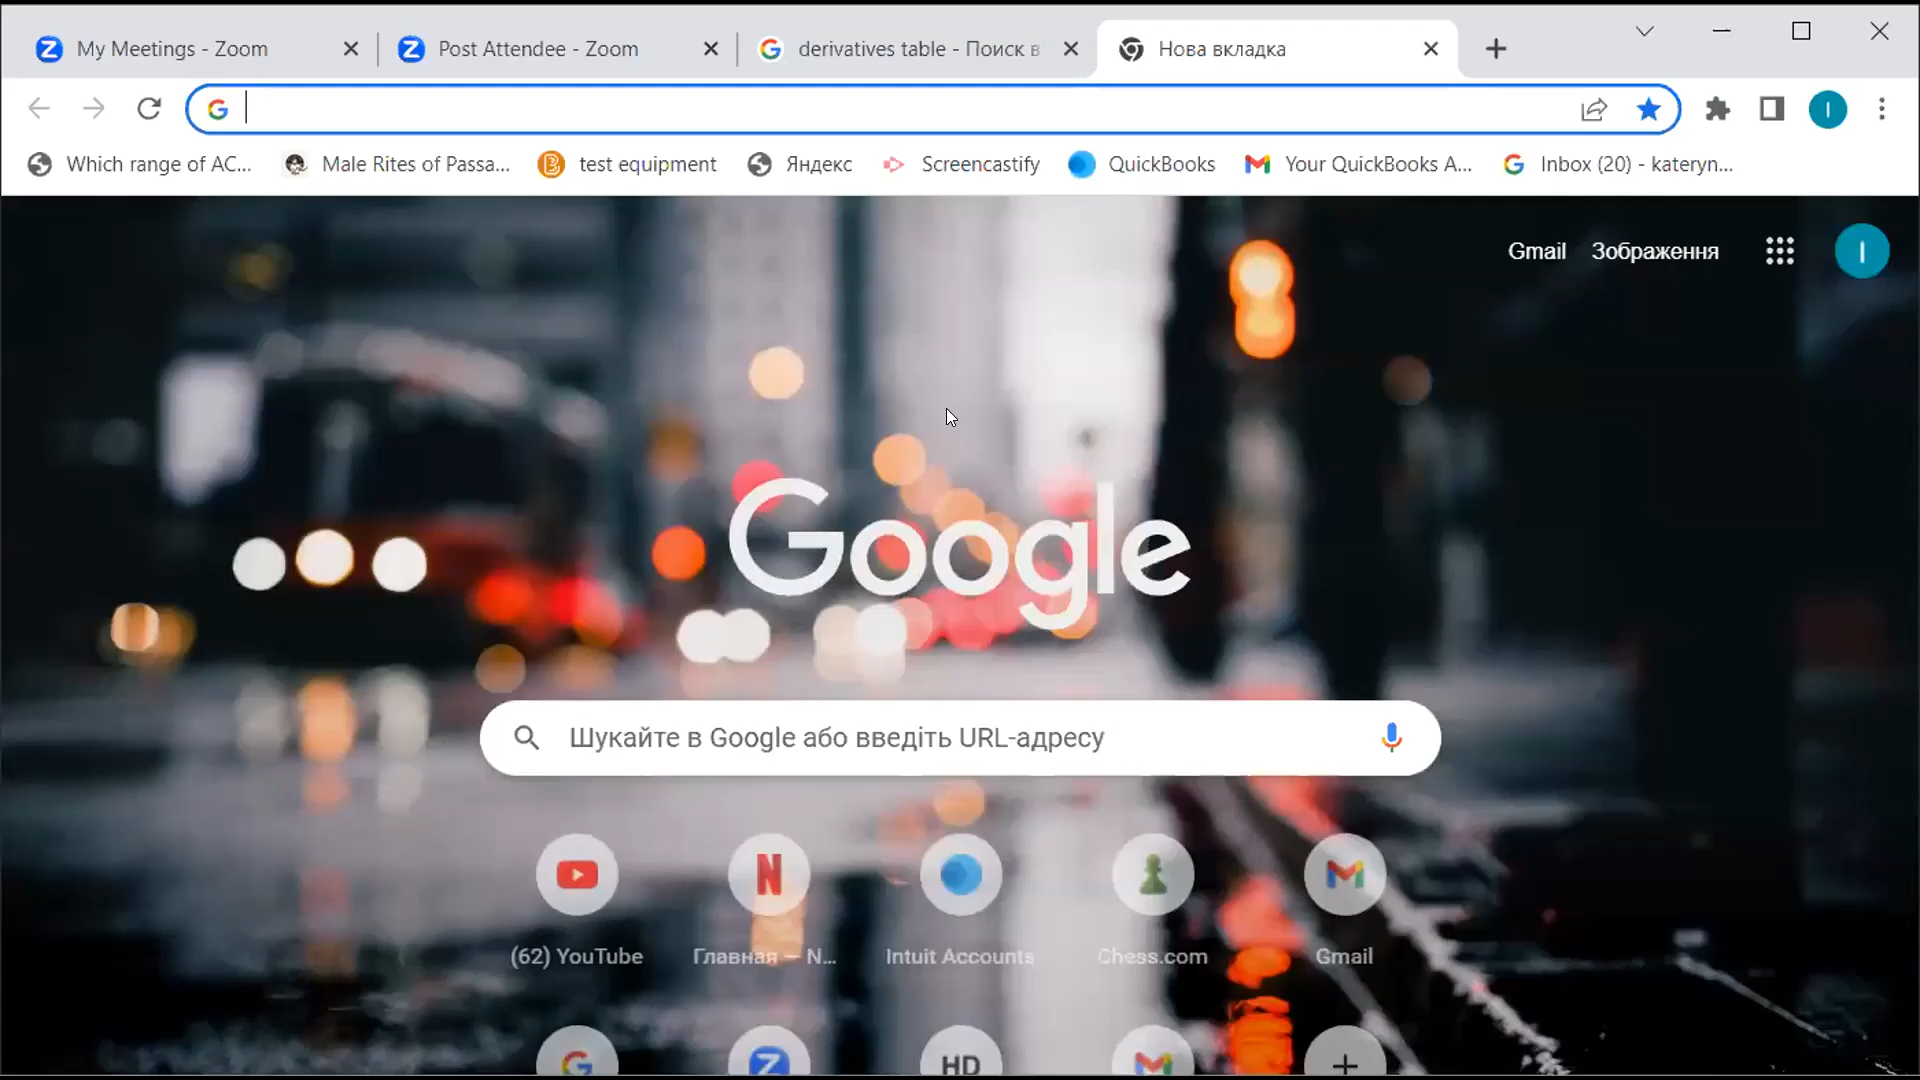 My Meetings - Zoom
Post Attendee - Zoom
derivatives table - Поиск в
Нова вкладка
Which range of AC...
Male Rites of Passa...
test equipment
Яндекс
Screencastify
QuickBooks
Your QuickBooks A...
Inbox (20) - kateryn...
Gmail
Зображення
I
Google
Шукайте в Google або введіть URL-адресу
(62) YouTube
Главная — N...
Intuit Accounts
Chess.com
Gmail
HD